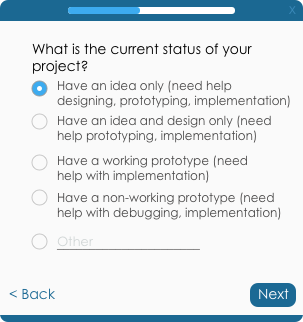 X
What is the current status of your
project?
Have an idea only (need help
designing, prototyping, implementation)
Have an idea and design only (need
help prototyping, implementation)
Have a working prototype (need
help with implementation)
Have a non-working prototype (need
help with debugging, implementation)
Other
< Back
Next